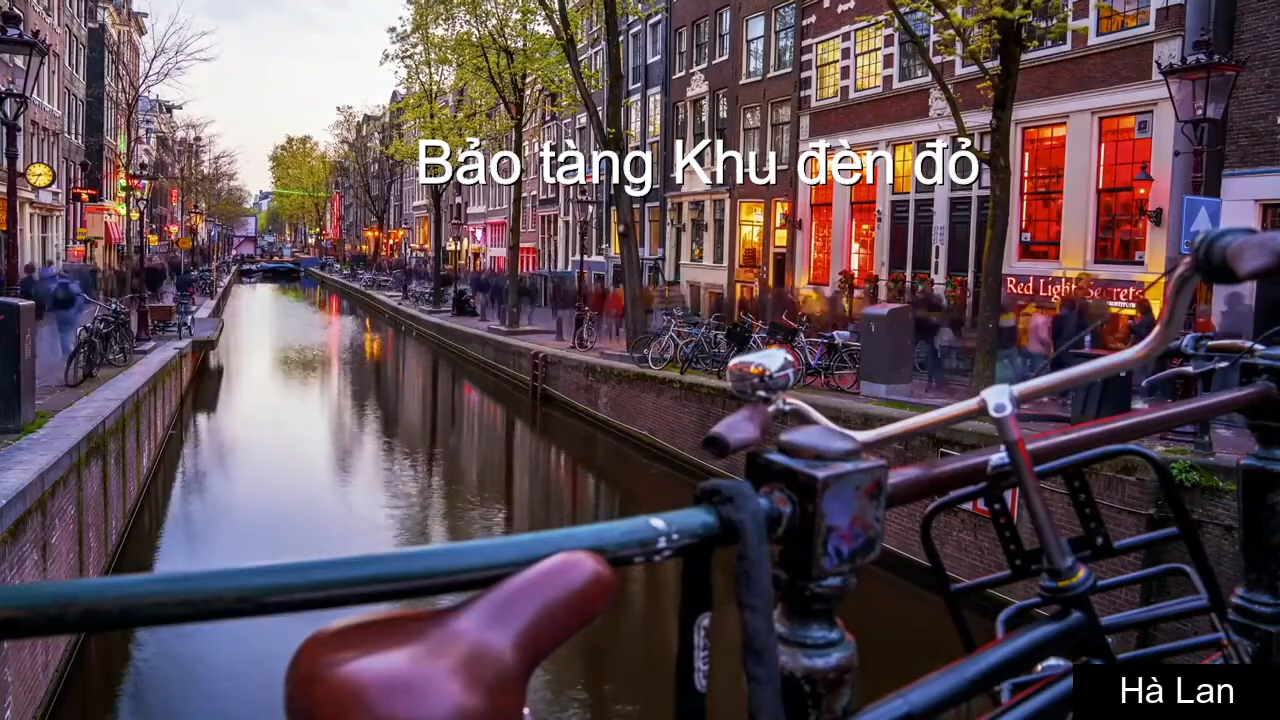 Bảo tàng Khu đèn đỏ
Red Light Secrets
Hà Lan